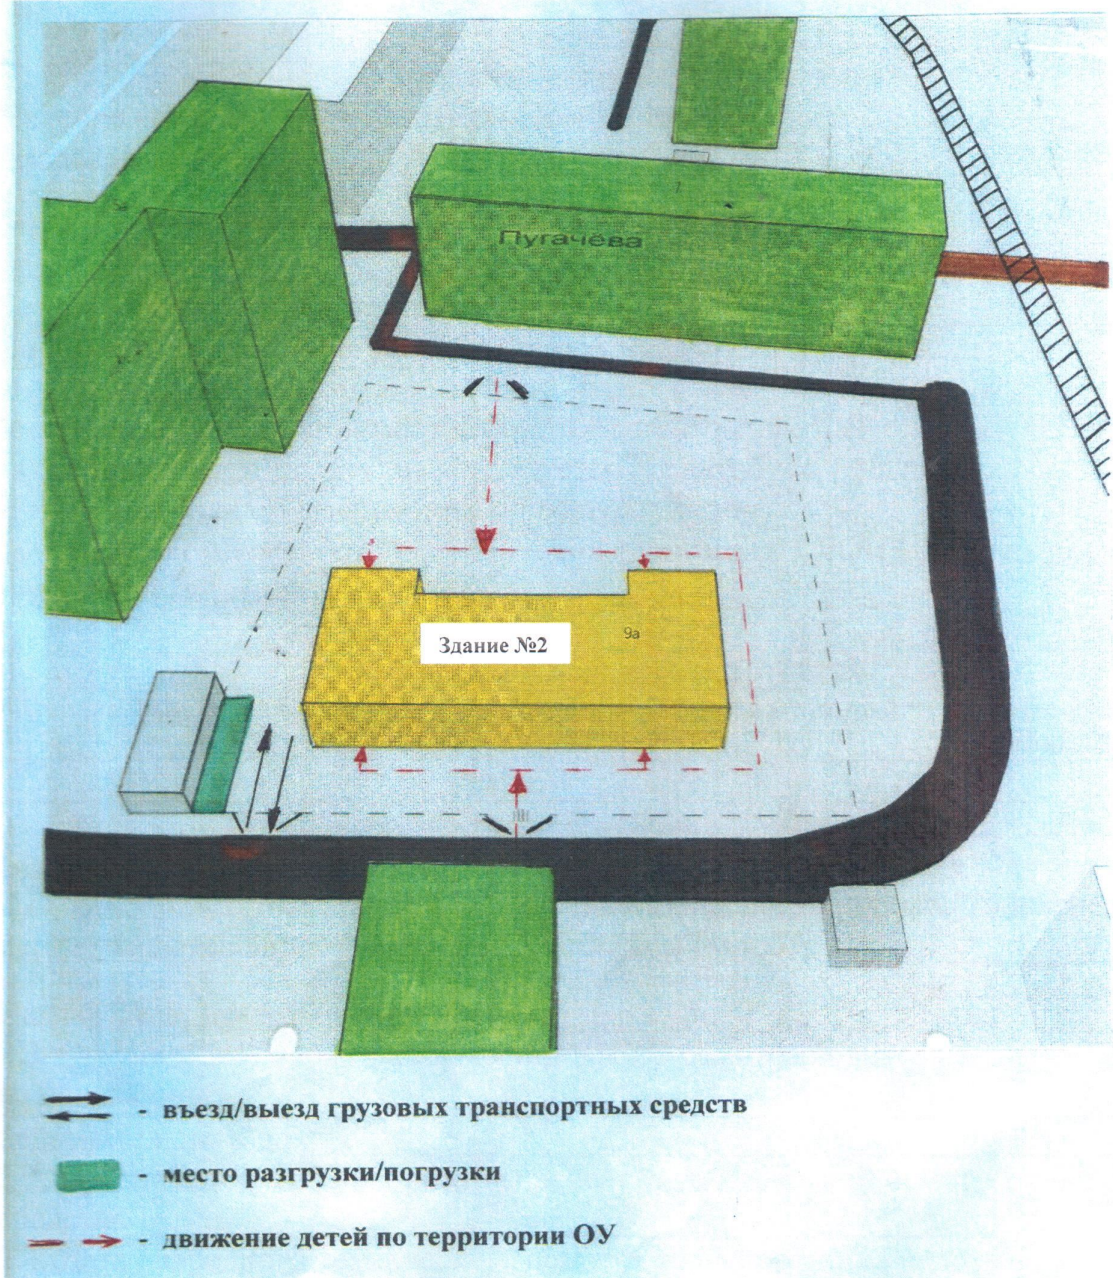 Пугачёва
Здание №2
9а
- въезд/выезд грузовых транспортных средств
- место разгрузки/погрузки
- движение детей по территории ОУ